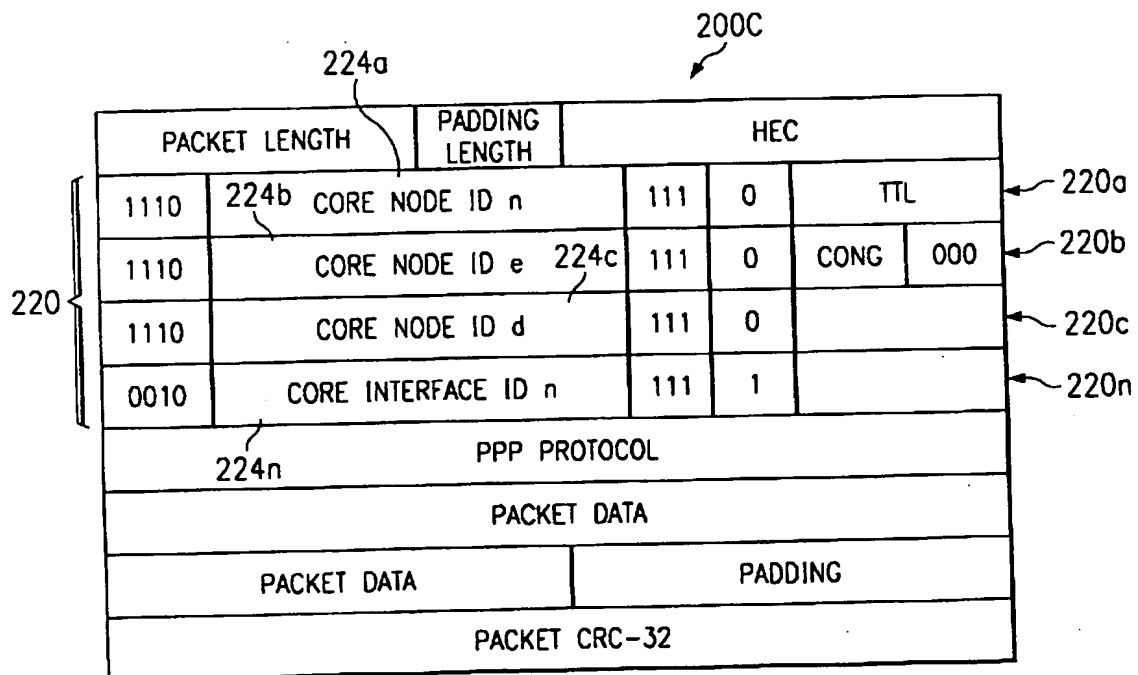 200C
224a
PACKET LENGTH PADDING LENGTH HEC
1110 224b CORE NODE ID n 111 0 TTL 220a
1110 CORE NODE ID e 224c 111 0 CONG 000 220b
220
1110 CORE NODE ID d 111 0 220c
0010 CORE INTERFACE ID n 111 1 220n
224n PPP PROTOCOL
PACKET DATA
PACKET DATA PADDING
PACKET CRC-32